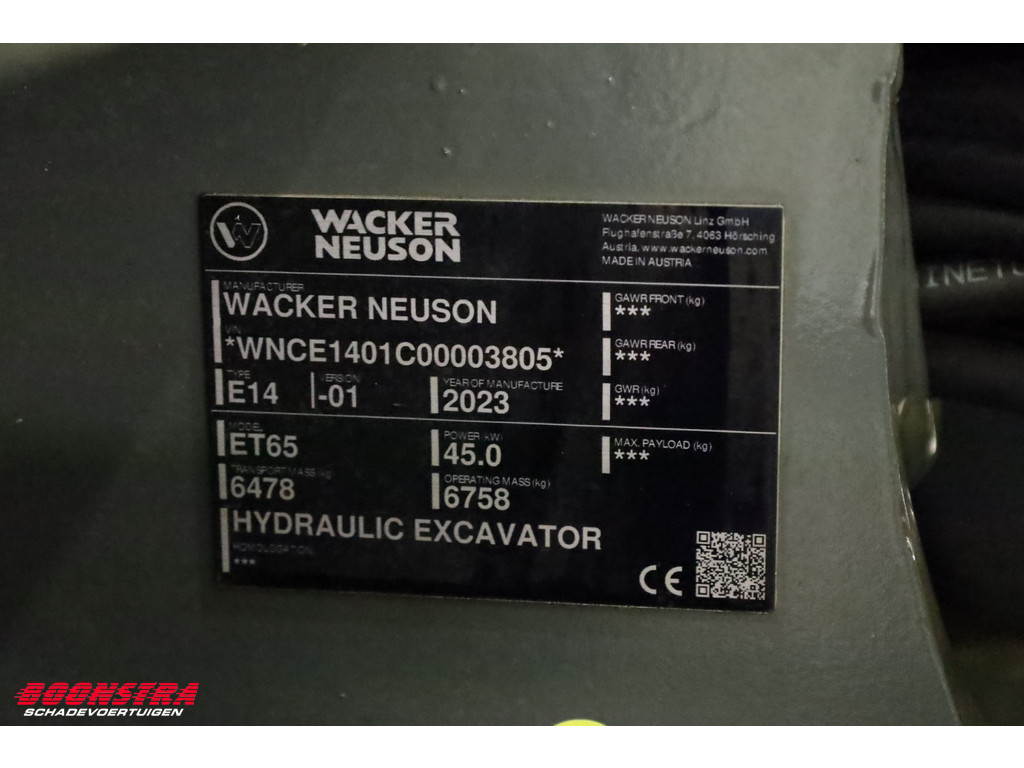 WACKER
NEUSON
WACKER NEUSON Linz GmbH
Flughafenstraße 7, 4063 Hörsching
Austria, www.wackerneuson.com
MADE IN AUSTRIA
MANUFACTURER
WACKER NEUSON
VIN
*WNCE1401C00003805*
TYPE VERSION YEAR OF MANUFACTURE
E14 -01 2023
GAWR FRONT (kg)
***
GAWR REAR (kg)
***
GWR (kg)
***
MODEL POWER (kW)
ET65 45.0
TRANSPORT MASS (kg) OPERATING MASS (kg)
6478 6758
MAX. PAYLOAD (kg)
***
HYDRAULIC EXCAVATOR
HOMOLOGATION
***
CE
INETU
BOONSTRA
SCHADEVOERTUIGEN